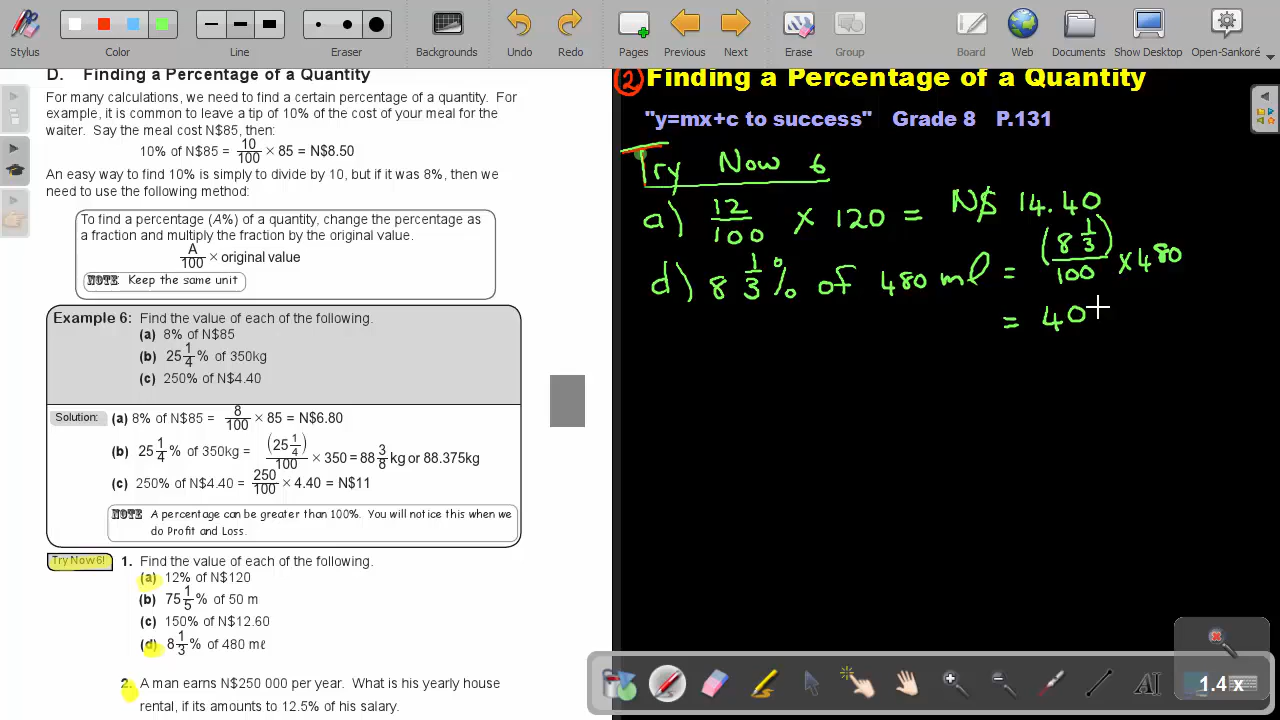 Stylus Color Line Eraser Backgrounds Undo Redo Pages Previous Next Erase Group Board Web Documents Show Desktop Open-Sankoré
D. Finding a Percentage of a Quantity
For many calculations, we need to find a certain percentage of a quantity. For
example, it is common to leave a tip of 10% of the cost of your meal for the
waiter. Say the meal cost N$85, then:
10% of N$85 = 10/100 × 85 = N$8.50
An easy way to find 10% is simply to divide by 10, but if it was 8%, then we
need to use the following method:
To find a percentage (A%) of a quantity, change the percentage as
a fraction and multiply the fraction by the original value.
A/100 × original value
NOTE Keep the same unit
Example 6: Find the value of each of the following.
(a) 8% of N$85
(b) 25 1/4% of 350kg
(c) 250% of N$4.40
Solution: (a) 8% of N$85 = 8/100 × 85 = N$6.80
(b) 25 1/4% of 350kg = (25 1/4)/100 × 350 = 88 3/8 kg or 88.375kg
(c) 250% of N$4.40 = 250/100 × 4.40 = N$11
NOTE A percentage can be greater than 100%. You will notice this when we
do Profit and Loss.
Try Now 6! 1. Find the value of each of the following.
(a) 12% of N$120
(b) 75 1/5% of 50 m
(c) 150% of N$12.60
(d) 8 1/3% of 480 mℓ
2. A man earns N$250 000 per year. What is his yearly house
rental, if its amounts to 12.5% of his salary.
② Finding a Percentage of a Quantity
"y=mx+c to success" Grade 8 P.131
Try Now 6
a) 12/100 × 120 = N$ 14.40
d) 8 1/3% of 480 ml = (8 1/3)/100 × 480
= 40
1.4 x